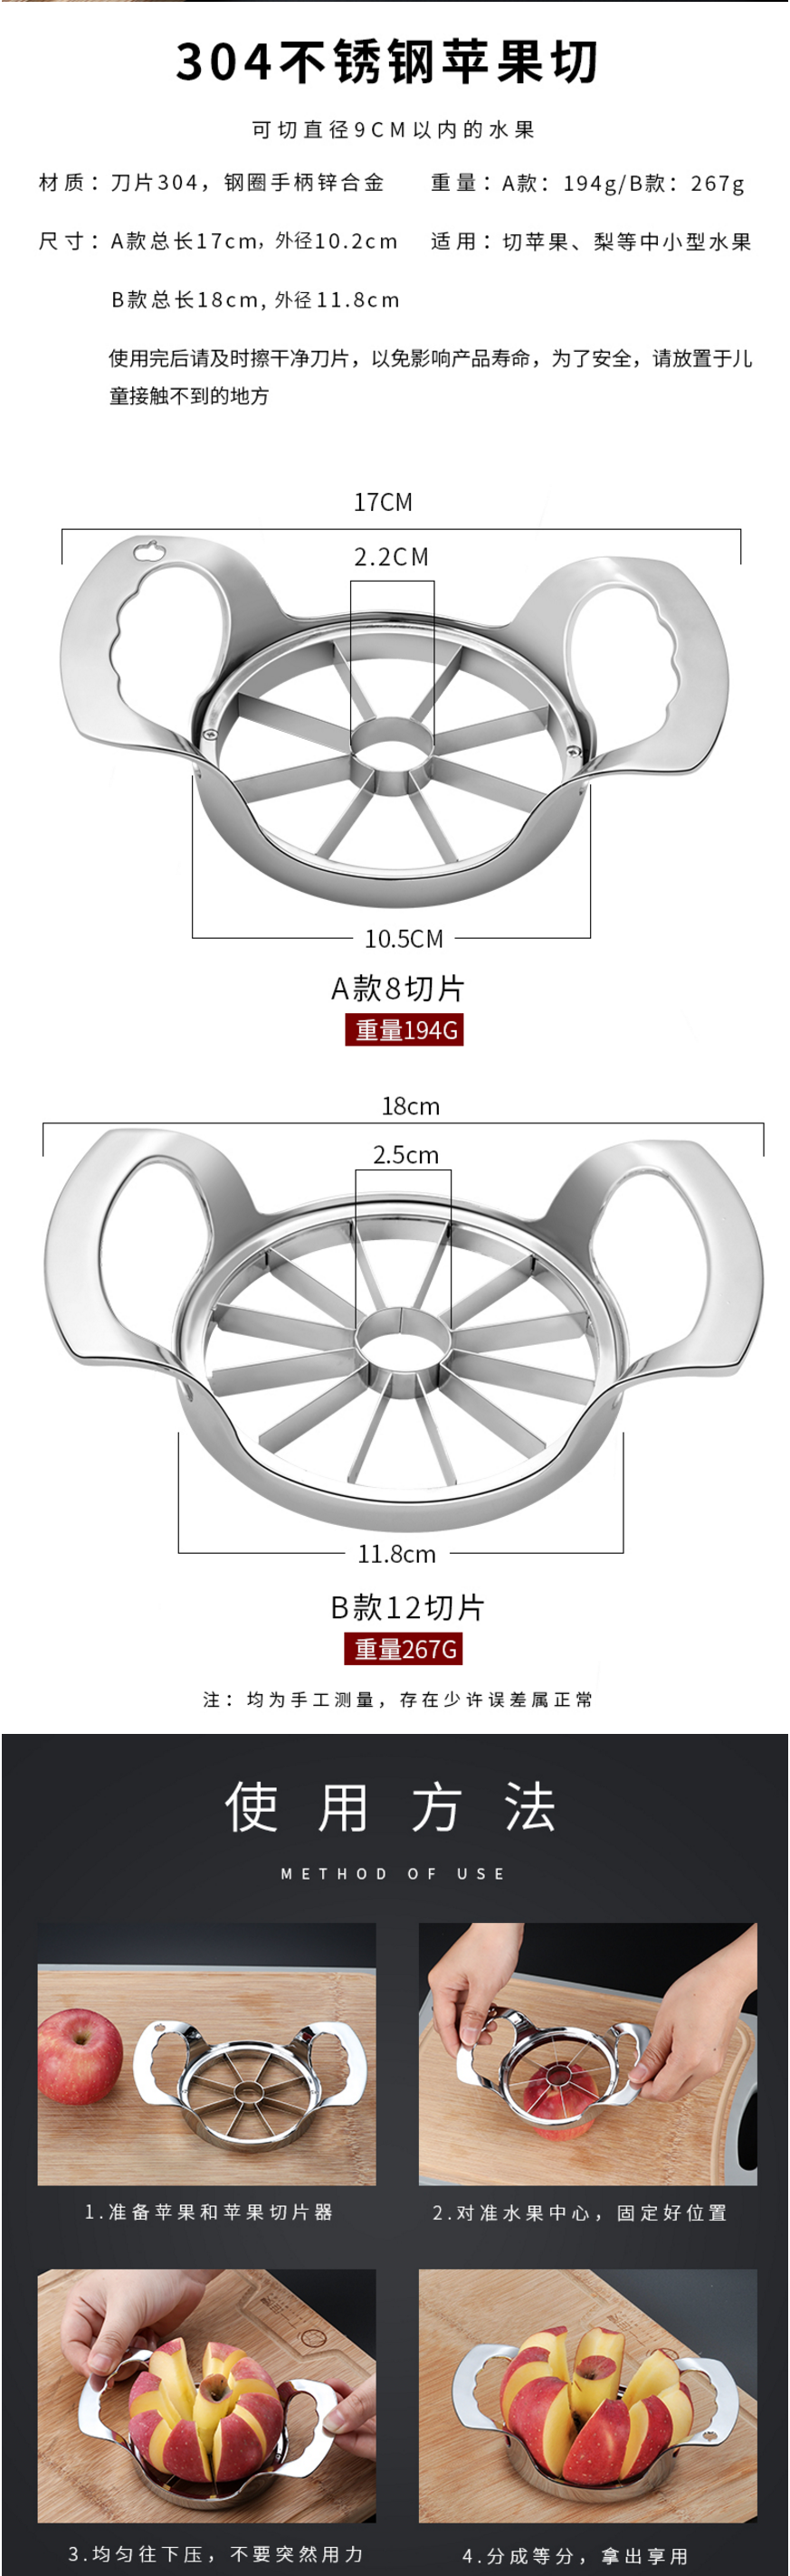 304不锈钢苹果切
可切直径9CM以内的水果
材质：刀片304，钢圈手柄锌合金
重量：A款：194g/B款：267g
尺寸：A款总长17cm，外径10.2cm
适用：切苹果、梨等中小型水果
B款总长18cm，外径11.8cm
使用完后请及时擦干净刀片，以免影响产品寿命，为了安全，请放置于儿
童接触不到的地方
17CM
2.2CM
10.5CM
A款8切片
重量194G
18cm
2.5cm
11.8cm
B款12切片
重量267G
注：均为手工测量，存在少许误差属正常
使用方法
METHOD OF USE
1.准备苹果和苹果切片器
2.对准水果中心，固定好位置
3.均匀往下压，不要突然用力
4.分成等分，拿出享用